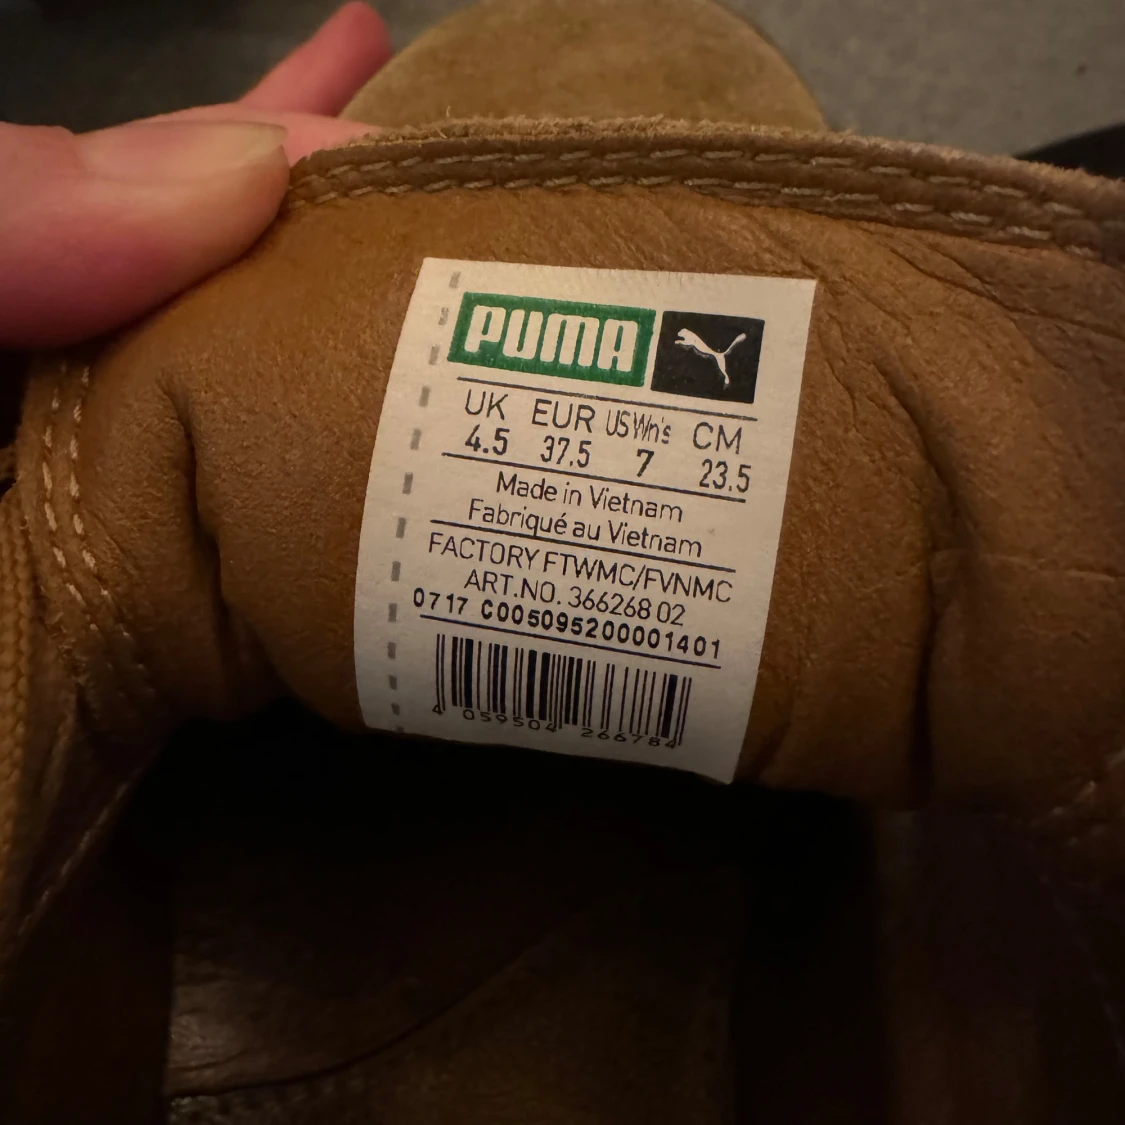 PUMA
UK EUR US Wn's CM
4.5 37.5 7 23.5
Made in Vietnam
Fabriqué au Vietnam
FACTORY FTWMC/FVNMC
ART.NO. 366268 02
0717 C005095200001401
4 059504 266784